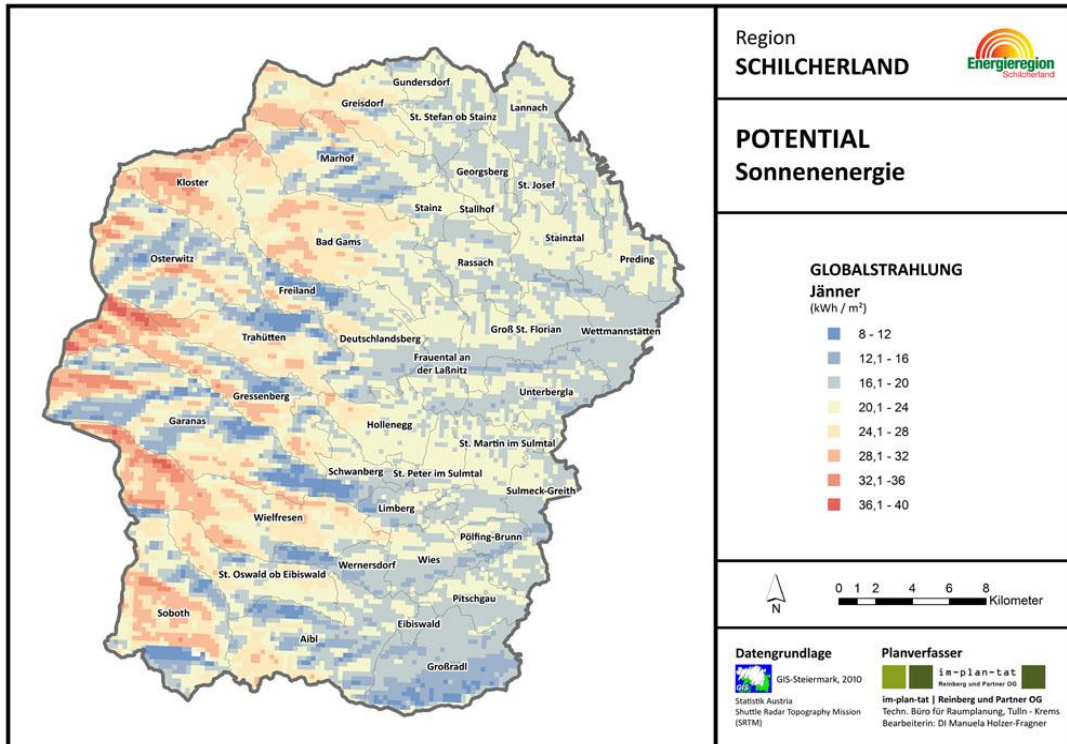 Region
SCHILCHERLAND
Energieregion
Schilcherland
POTENTIAL
Sonnenenergie
GLOBALSTRAHLUNG
Jänner
(kWh / m²)
8 - 12
12,1 - 16
16,1 - 20
20,1 - 24
24,1 - 28
28,1 - 32
32,1 -36
36,1 - 40
N
0 1 2 4 6 8
Kilometer
Datengrundlage
GIS
GIS-Steiermark, 2010
Statistik Austria
Shuttle Radar Topography Mission
(SRTM)
Planverfasser
im-plan-tat
Reinberg und Partner OG
im-plan-tat | Reinberg und Partner OG
Techn. Büro für Raumplanung, Tulln - Krems
Bearbeiterin: DI Manuela Holzer-Fragner
Gundersdorf
Greisdorf
Lannach
St. Stefan ob Stainz
Marhof
Georgsberg
Kloster
St. Josef
Stainz
Stallhof
Bad Gams
Stainztal
Osterwitz
Rassach
Preding
Freiland
Trahütten
Deutschlandsberg
Groß St. Florian
Wettmannstätten
Frauental an
der Laßnitz
Gressenberg
Unterbergla
Garanas
Hollenegg
St. Martin im Sulmtal
Schwanberg
St. Peter im Sulmtal
Sulmeck-Greith
Limberg
Wielfresen
Pölfing-Brunn
Wernersdorf
Wies
St. Oswald ob Eibiswald
Pitschgau
Soboth
Eibiswald
Aibl
Großradl